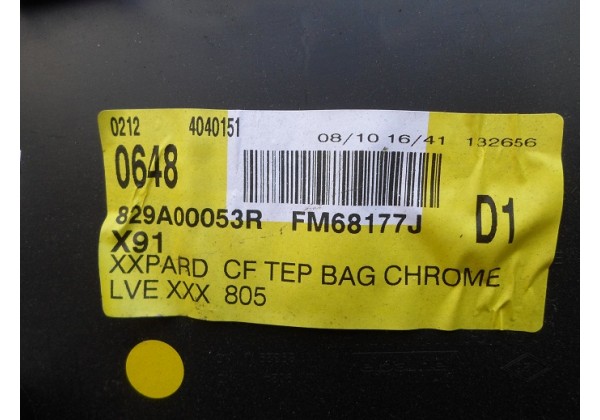 0212 4040151
08/10 16/41 132656
0648
829A00053R FM68177J D1
X91
XXPARD CF TEP BAG CHROME
LVE XXX 805